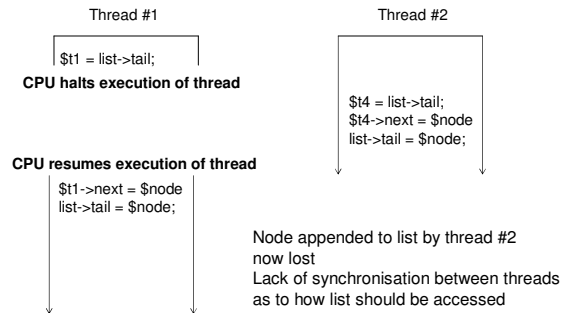 Thread #1
$t1 = list->tail;
CPU halts execution of thread
CPU resumes execution of thread
$t1->next = $node
list->tail = $node;
Thread #2
$t4 = list->tail;
$t4->next = $node
list->tail = $node;
Node appended to list by thread #2
now lost
Lack of synchronisation between threads
as to how list should be accessed